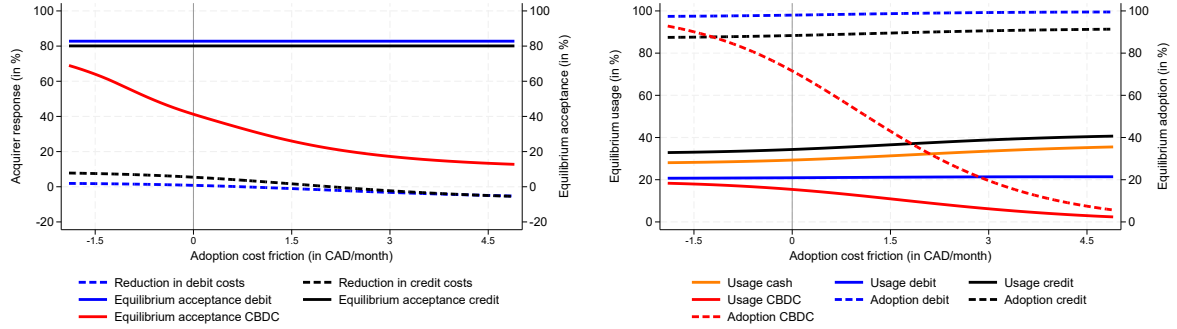 Acquirer response (in %)
100
80
60
40
20
0
-20
100
80
60
40
20
0
-20
Equilibrium acceptance (in %)
-1.5 0 1.5 3 4.5
Adoption cost friction (in CAD/month)
Reduction in debit costs Reduction in credit costs
Equilibrium acceptance debit Equilibrium acceptance credit
Equilibrium acceptance CBDC
Equilibrium usage (in %)
100
80
60
40
20
0
100
80
60
40
20
0
Equilibrium adoption (in %)
-1.5 0 1.5 3 4.5
Adoption cost friction (in CAD/month)
Usage cash Usage debit Usage credit
Usage CBDC Adoption debit Adoption credit
Adoption CBDC